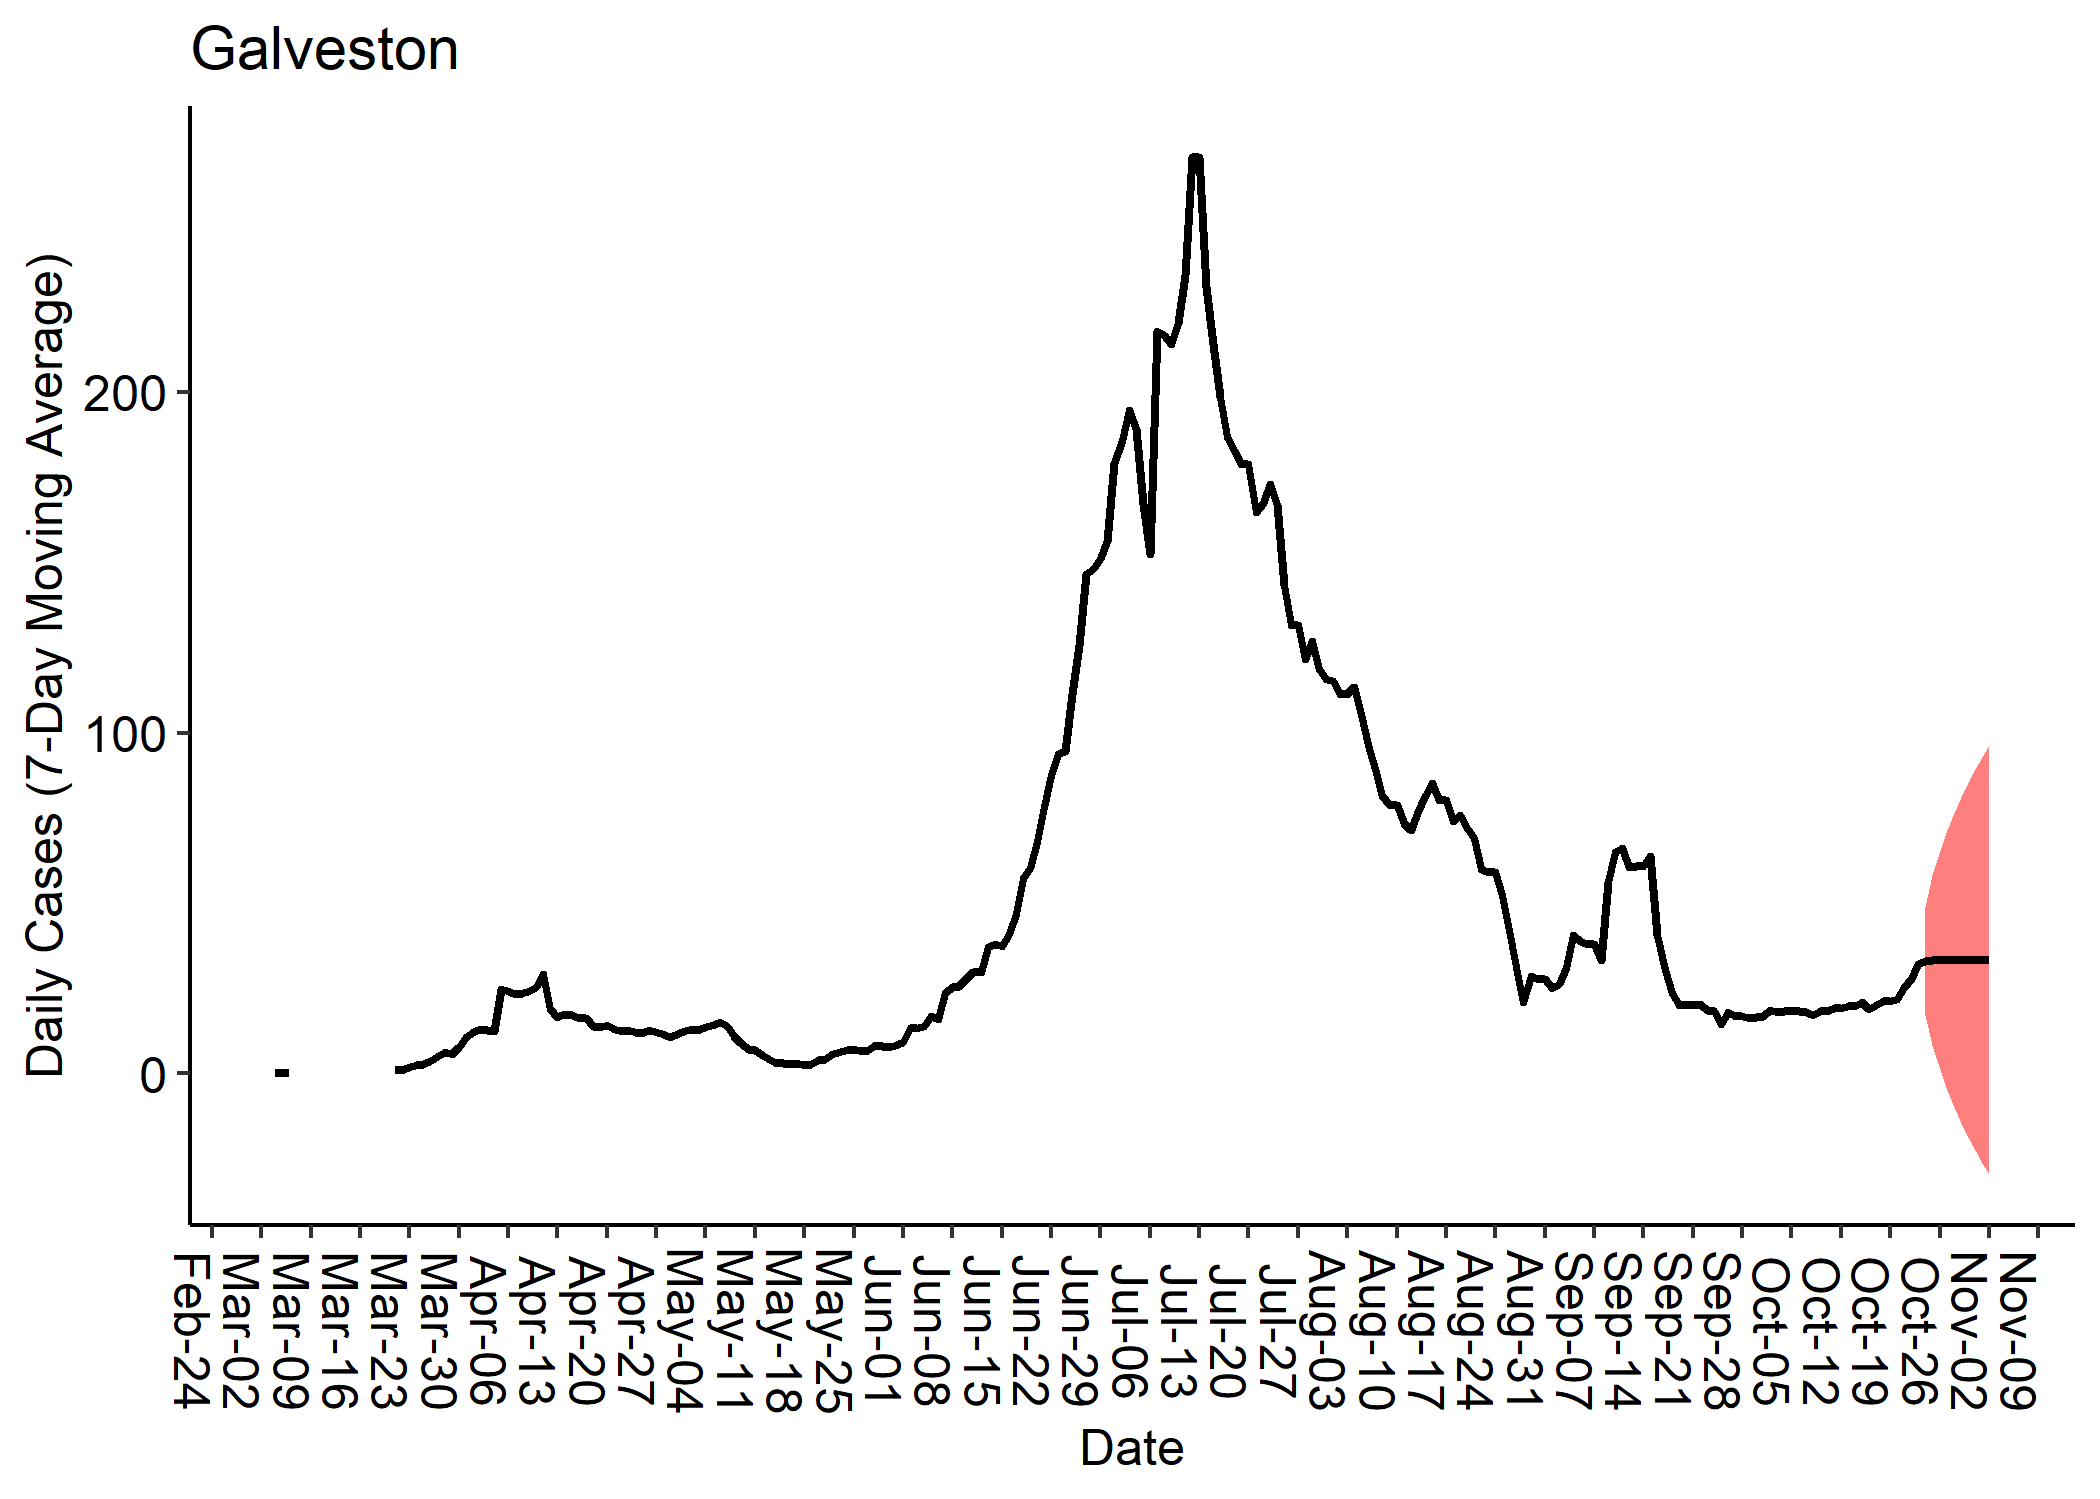 Galveston
Daily Cases (7-Day Moving Average)
200
100
0
Feb-24
Mar-02
Mar-09
Mar-16
Mar-23
Mar-30
Apr-06
Apr-13
Apr-20
Apr-27
May-04
May-11
May-18
May-25
Jun-01
Jun-08
Jun-15
Jun-22
Jun-29
Jul-06
Jul-13
Jul-20
Jul-27
Aug-03
Aug-10
Aug-17
Aug-24
Aug-31
Sep-07
Sep-14
Sep-21
Sep-28
Oct-05
Oct-12
Oct-19
Oct-26
Nov-02
Nov-09
Date